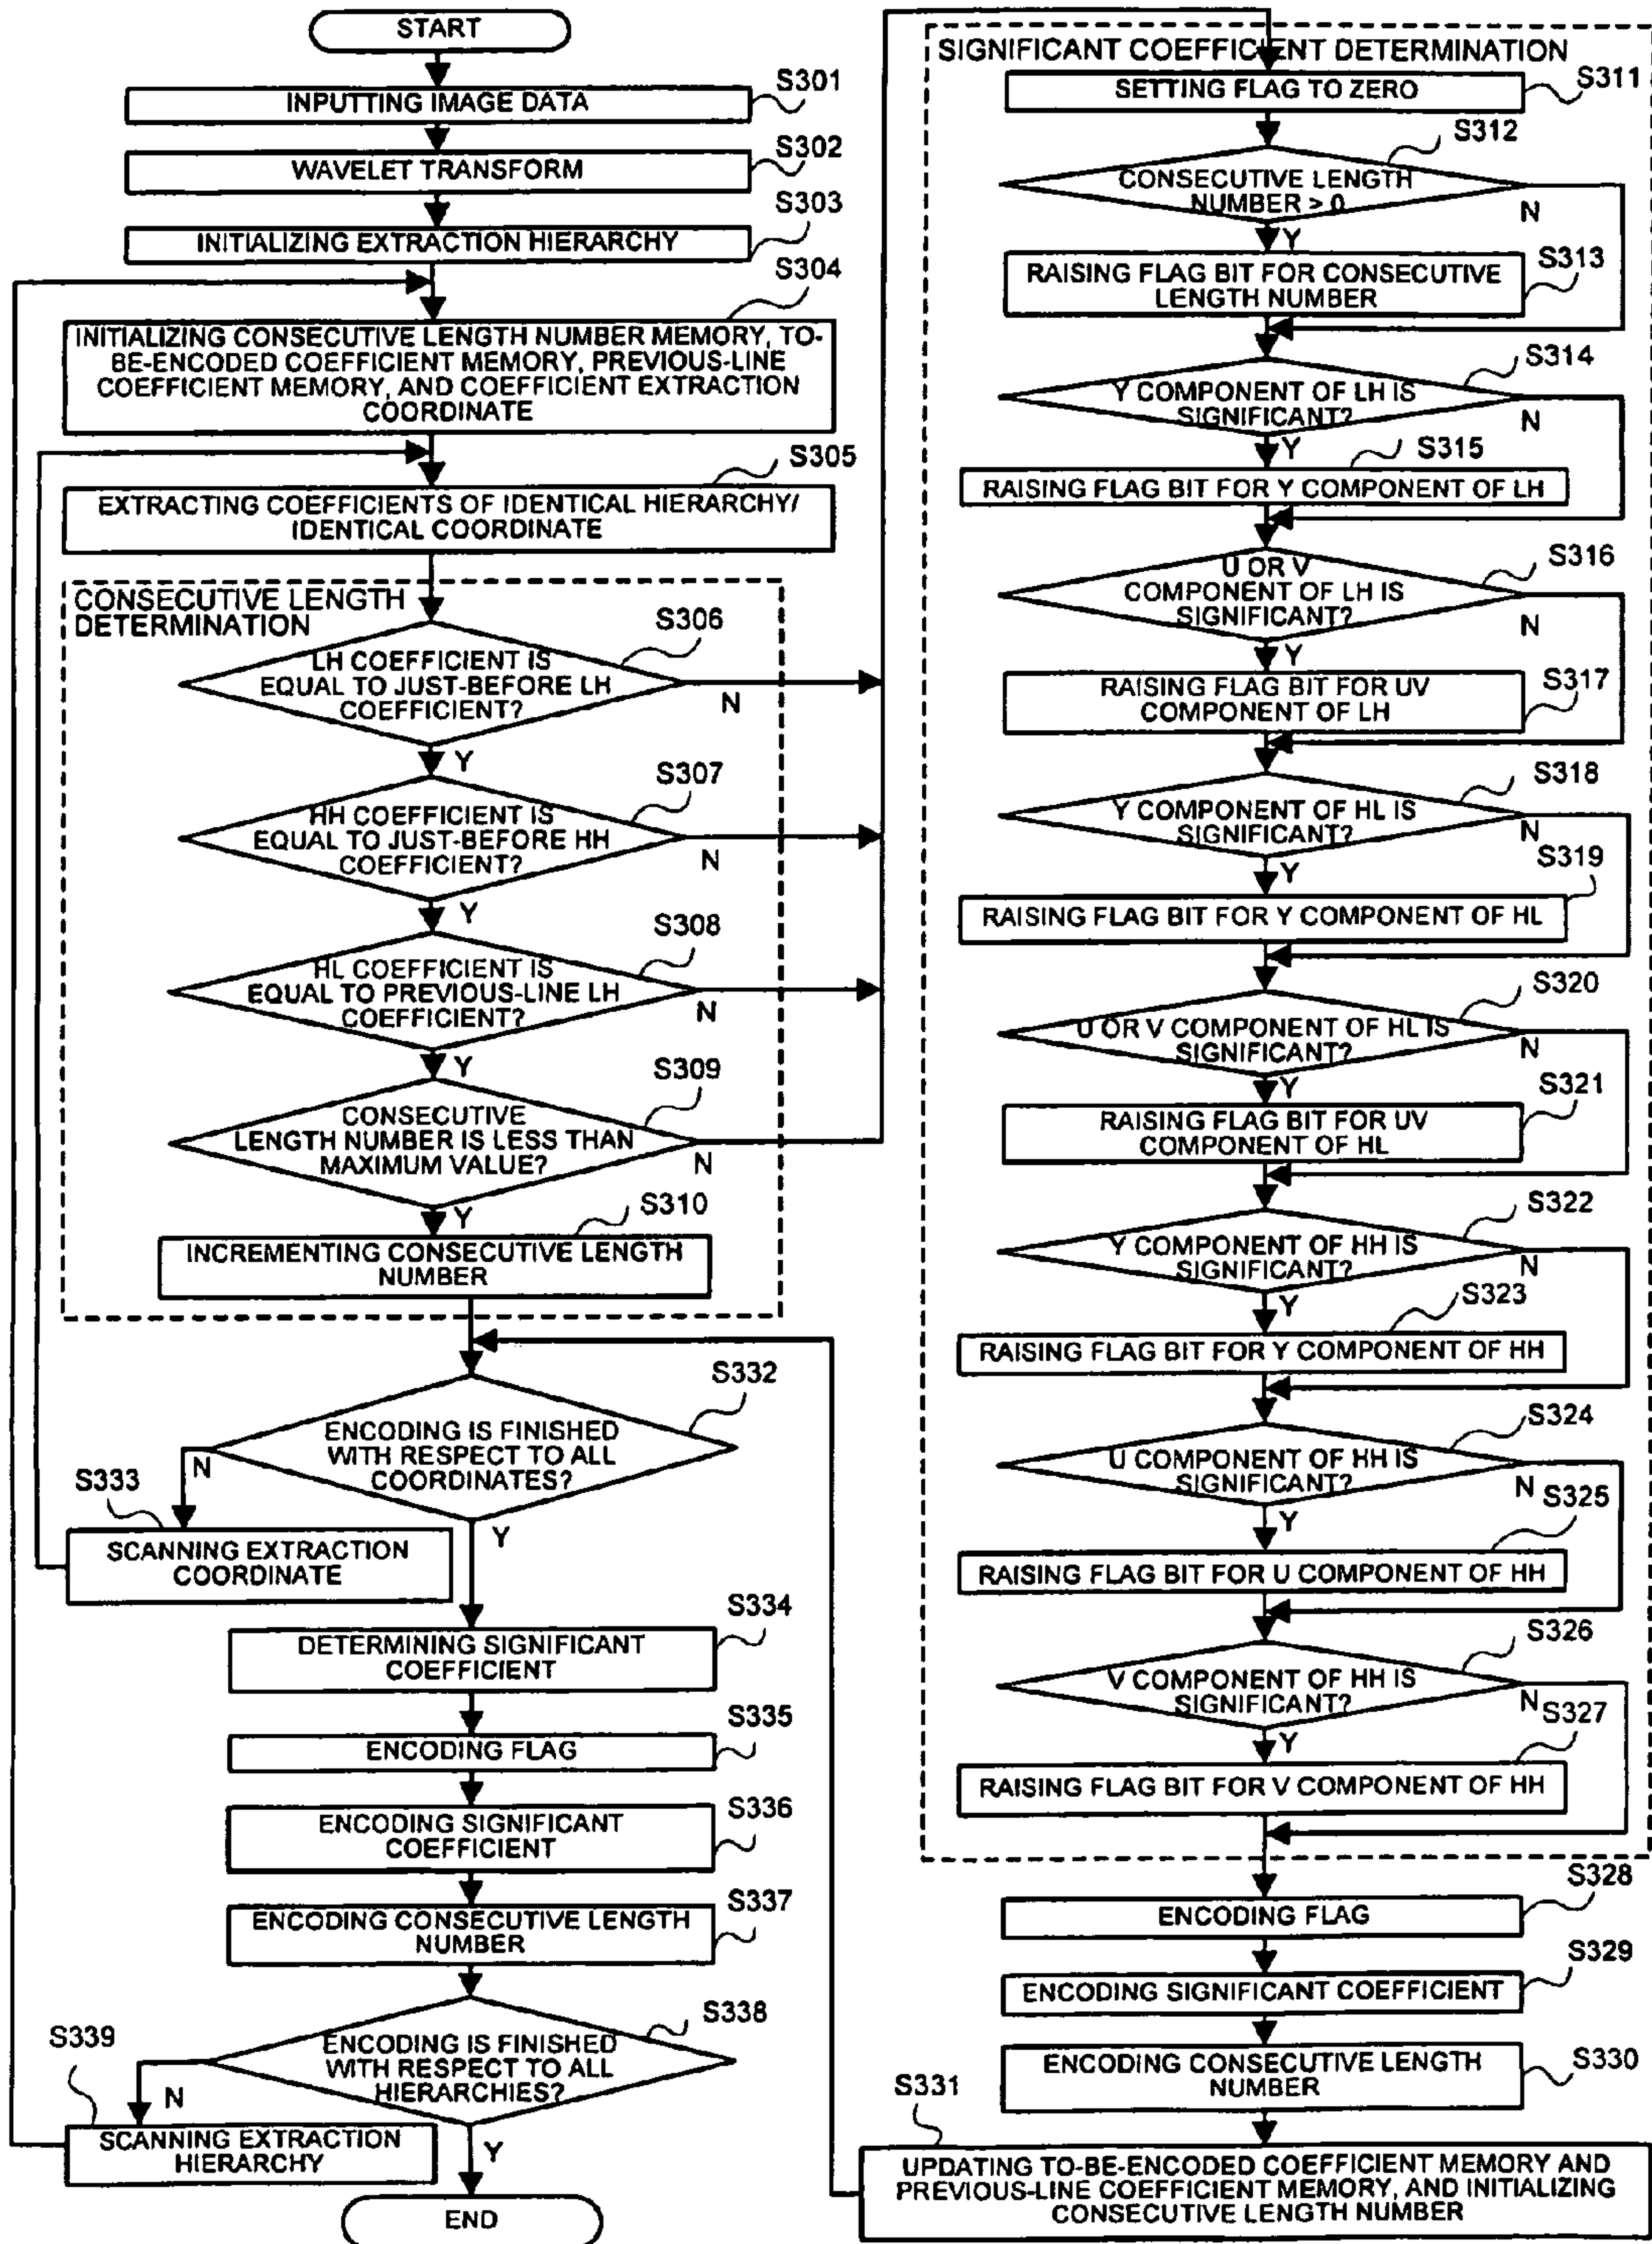 START
S301
INPUTTING IMAGE DATA
S302
WAVELET TRANSFORM
S303
INITIALIZING EXTRACTION HIERARCHY
S304
INITIALIZING CONSECUTIVE LENGTH NUMBER MEMORY, TO-
BE-ENCODED COEFFICIENT MEMORY, PREVIOUS-LINE
COEFFICIENT MEMORY, AND COEFFICIENT EXTRACTION
COORDINATE
S305
EXTRACTING COEFFICIENTS OF IDENTICAL HIERARCHY/
IDENTICAL COORDINATE
CONSECUTIVE LENGTH
DETERMINATION
S306
LH COEFFICIENT IS
EQUAL TO JUST-BEFORE LH
COEFFICIENT?
N
Y
S307
HH COEFFICIENT IS
EQUAL TO JUST-BEFORE HH
COEFFICIENT?
N
Y
S308
HL COEFFICIENT IS
EQUAL TO PREVIOUS-LINE LH
COEFFICIENT?
N
Y
S309
CONSECUTIVE
LENGTH NUMBER IS LESS THAN
MAXIMUM VALUE?
N
Y
S310
INCREMENTING CONSECUTIVE LENGTH
NUMBER
S332
ENCODING IS FINISHED
WITH RESPECT TO ALL
COORDINATES?
N
Y
S333
SCANNING EXTRACTION
COORDINATE
S334
DETERMINING SIGNIFICANT
COEFFICIENT
S335
ENCODING FLAG
S336
ENCODING SIGNIFICANT
COEFFICIENT
S337
ENCODING CONSECUTIVE LENGTH
NUMBER
S338
ENCODING IS FINISHED
WITH RESPECT TO ALL
HIERARCHIES?
N
Y
S339
SCANNING EXTRACTION
HIERARCHY
END
SIGNIFICANT COEFFICIENT DETERMINATION
S311
SETTING FLAG TO ZERO
S312
CONSECUTIVE LENGTH
NUMBER > 0
N
Y
S313
RAISING FLAG BIT FOR CONSECUTIVE
LENGTH NUMBER
S314
Y COMPONENT OF LH IS
SIGNIFICANT?
N
Y
S315
RAISING FLAG BIT FOR Y COMPONENT OF LH
S316
U OR V
COMPONENT OF LH IS
SIGNIFICANT?
N
Y
S317
RAISING FLAG BIT FOR UV
COMPONENT OF LH
S318
Y COMPONENT OF HL IS
SIGNIFICANT?
N
Y
S319
RAISING FLAG BIT FOR Y COMPONENT OF HL
S320
U OR V COMPONENT OF HL IS
SIGNIFICANT?
N
Y
S321
RAISING FLAG BIT FOR UV
COMPONENT OF HL
S322
Y COMPONENT OF HH IS
SIGNIFICANT?
N
Y
S323
RAISING FLAG BIT FOR Y COMPONENT OF HH
S324
U COMPONENT OF HH IS
SIGNIFICANT?
N
Y
S325
RAISING FLAG BIT FOR U COMPONENT OF HH
S326
V COMPONENT OF HH IS
SIGNIFICANT?
N
Y
S327
RAISING FLAG BIT FOR V COMPONENT OF HH
S328
ENCODING FLAG
S329
ENCODING SIGNIFICANT COEFFICIENT
S330
ENCODING CONSECUTIVE LENGTH
NUMBER
S331
UPDATING TO-BE-ENCODED COEFFICIENT MEMORY AND
PREVIOUS-LINE COEFFICIENT MEMORY, AND INITIALIZING
CONSECUTIVE LENGTH NUMBER